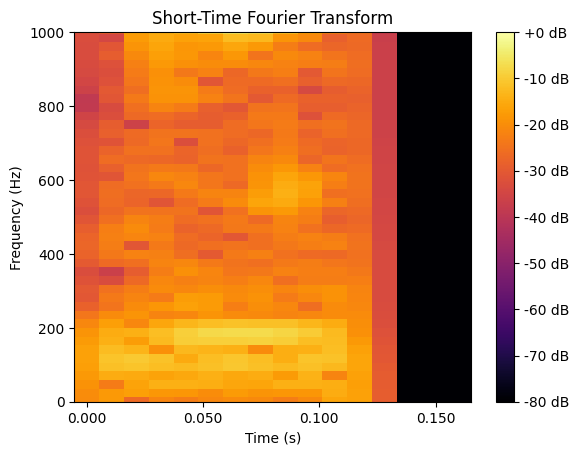 Short-Time Fourier Transform
Frequency (Hz)
1000
800
600
400
200
0
0.000
0.050
0.100
0.150
Time (s)
+0 dB
-10 dB
-20 dB
-30 dB
-40 dB
-50 dB
-60 dB
-70 dB
-80 dB